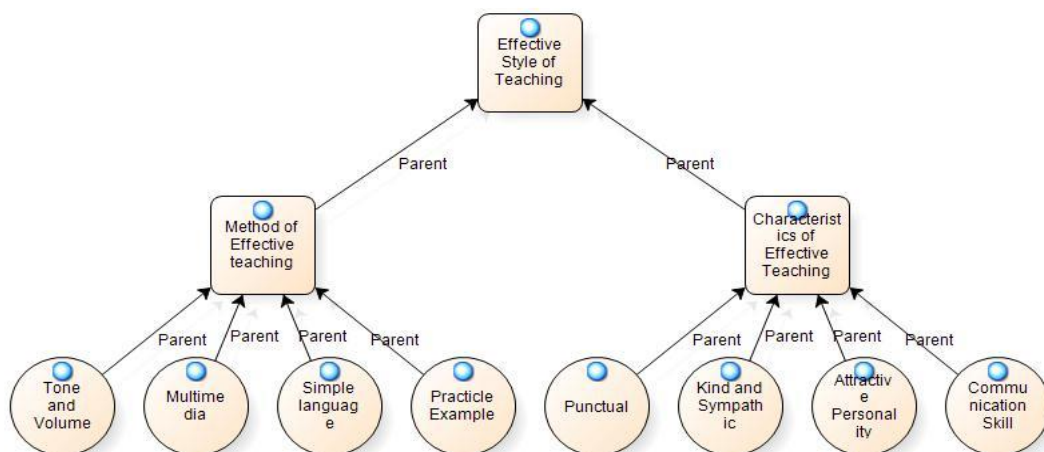 Effective
Style of
Teaching
Parent
Parent
Method of
Effective
teaching
Characterist
ics of
Effective
Teaching
Parent
Parent
Parent
Parent
Parent
Parent
Parent
Parent
Tone
and
Volume
Multime
dia
Simple
languag
e
Practicle
Example
Punctual
Kind and
Sympath
ic
Attractiv
e
Personal
ity
Commu
nication
Skill